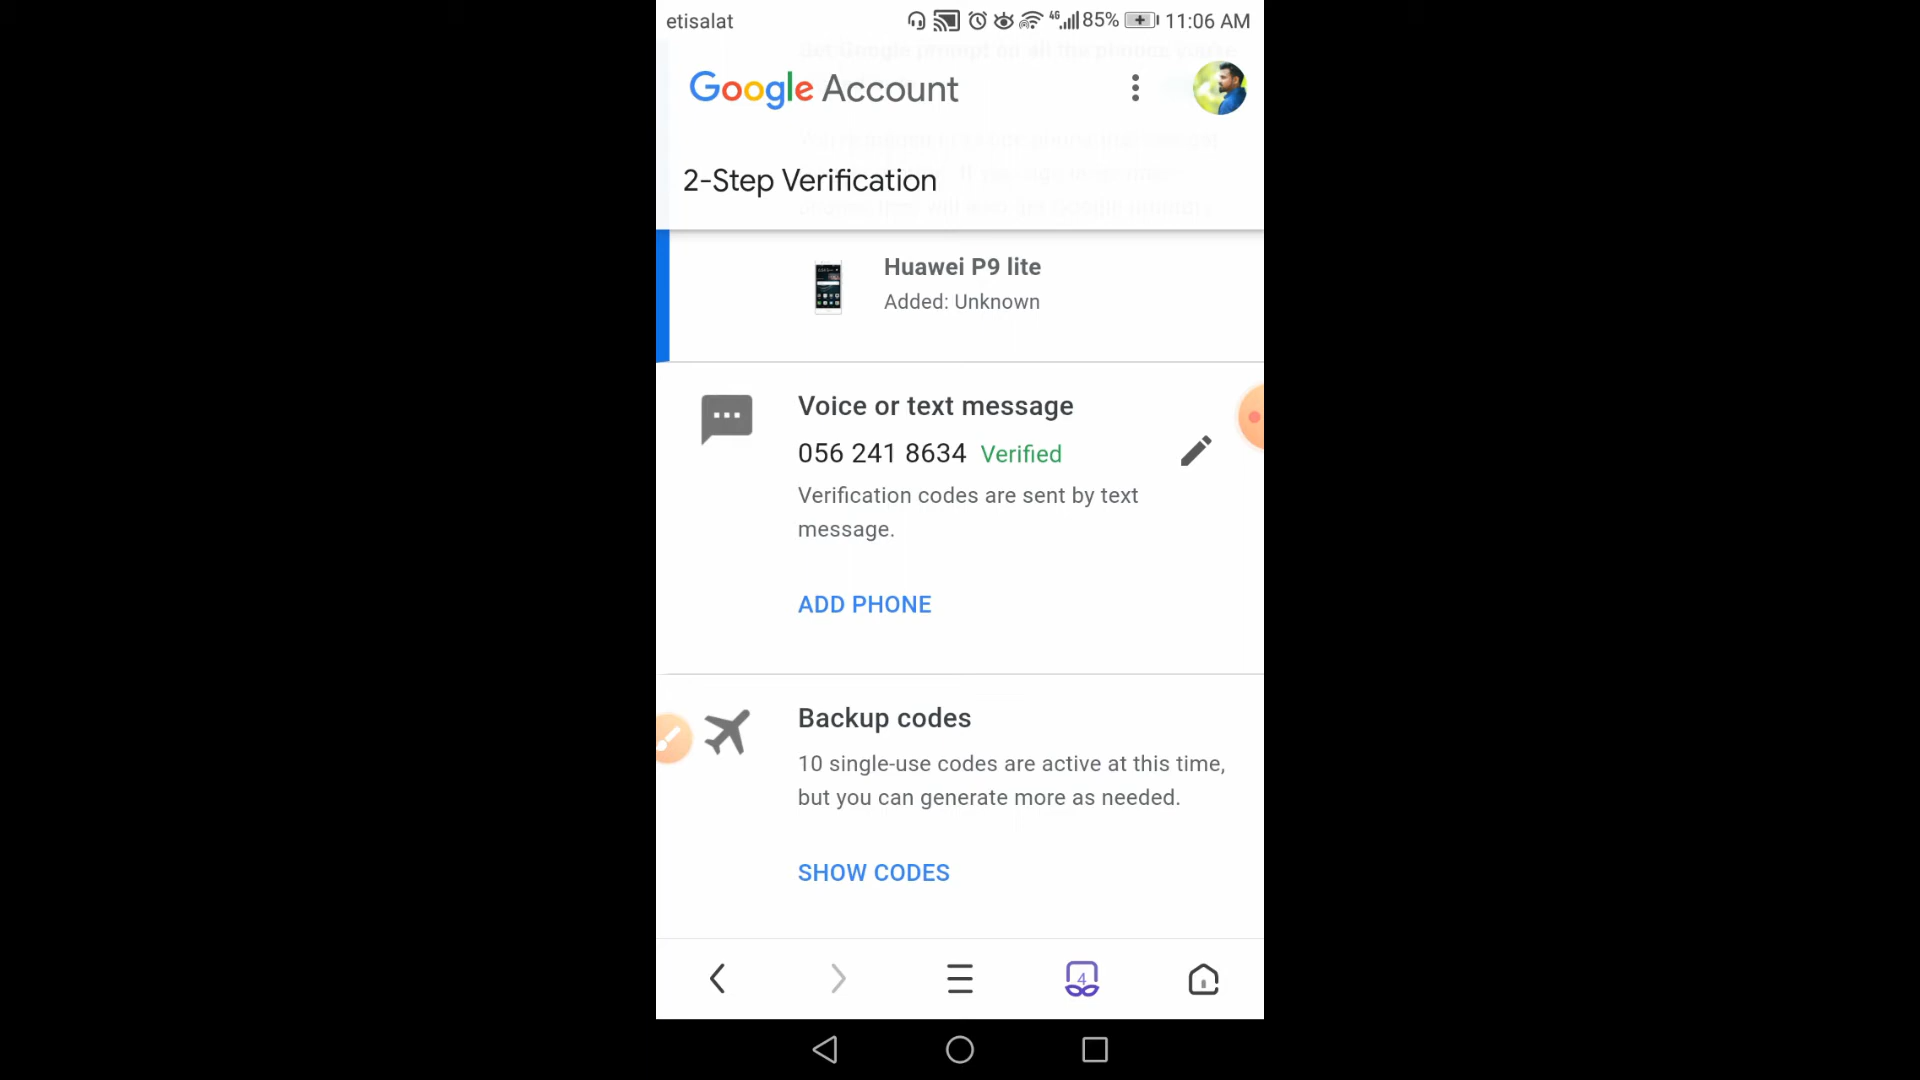 etisalat
4G 85% 11:06 AM
Google Account
2-Step Verification
Huawei P9 lite
Added: Unknown
Voice or text message
056 241 8634 Verified
Verification codes are sent by text
message.
ADD PHONE
Backup codes
10 single-use codes are active at this time,
but you can generate more as needed.
SHOW CODES
4